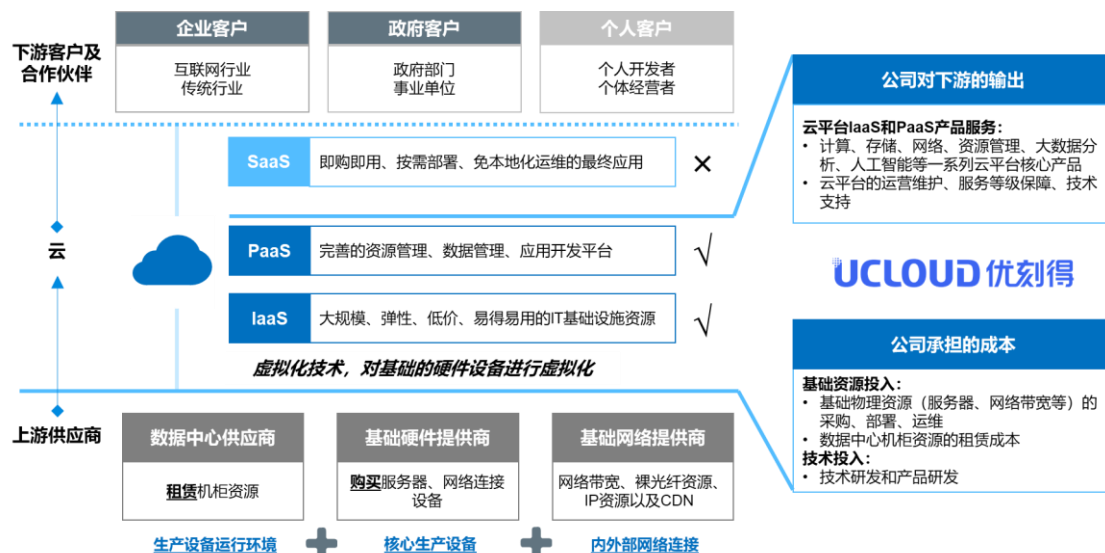 下游客户及
合作伙伴
企业客户
互联网行业
传统行业
政府客户
政府部门
事业单位
个人客户
个人开发者
个体经营者
SaaS
即购即用、按需部署、免本地化运维的最终应用
×
云
PaaS
完善的资源管理、数据管理、应用开发平台
√
IaaS
大规模、弹性、低价、易得易用的IT基础设施资源
√
虚拟化技术，对基础的硬件设备进行虚拟化
上游供应商
数据中心供应商
租赁机柜资源
基础硬件提供商
购买服务器、网络连接
设备
基础网络提供商
网络带宽、裸光纤资源、
IP资源以及CDN
生产设备运行环境
核心生产设备
内外部网络连接
公司对下游的输出
云平台IaaS和PaaS产品服务：
• 计算、存储、网络、资源管理、大数据分
析、人工智能等一系列云平台核心产品
• 云平台的运营维护、服务等级保障、技术
支持
UCLOUD优刻得
公司承担的成本
基础资源投入：
• 基础物理资源（服务器、网络带宽等）的
采购、部署、运维
• 数据中心机柜资源的租赁成本
技术投入：
• 技术研发和产品研发